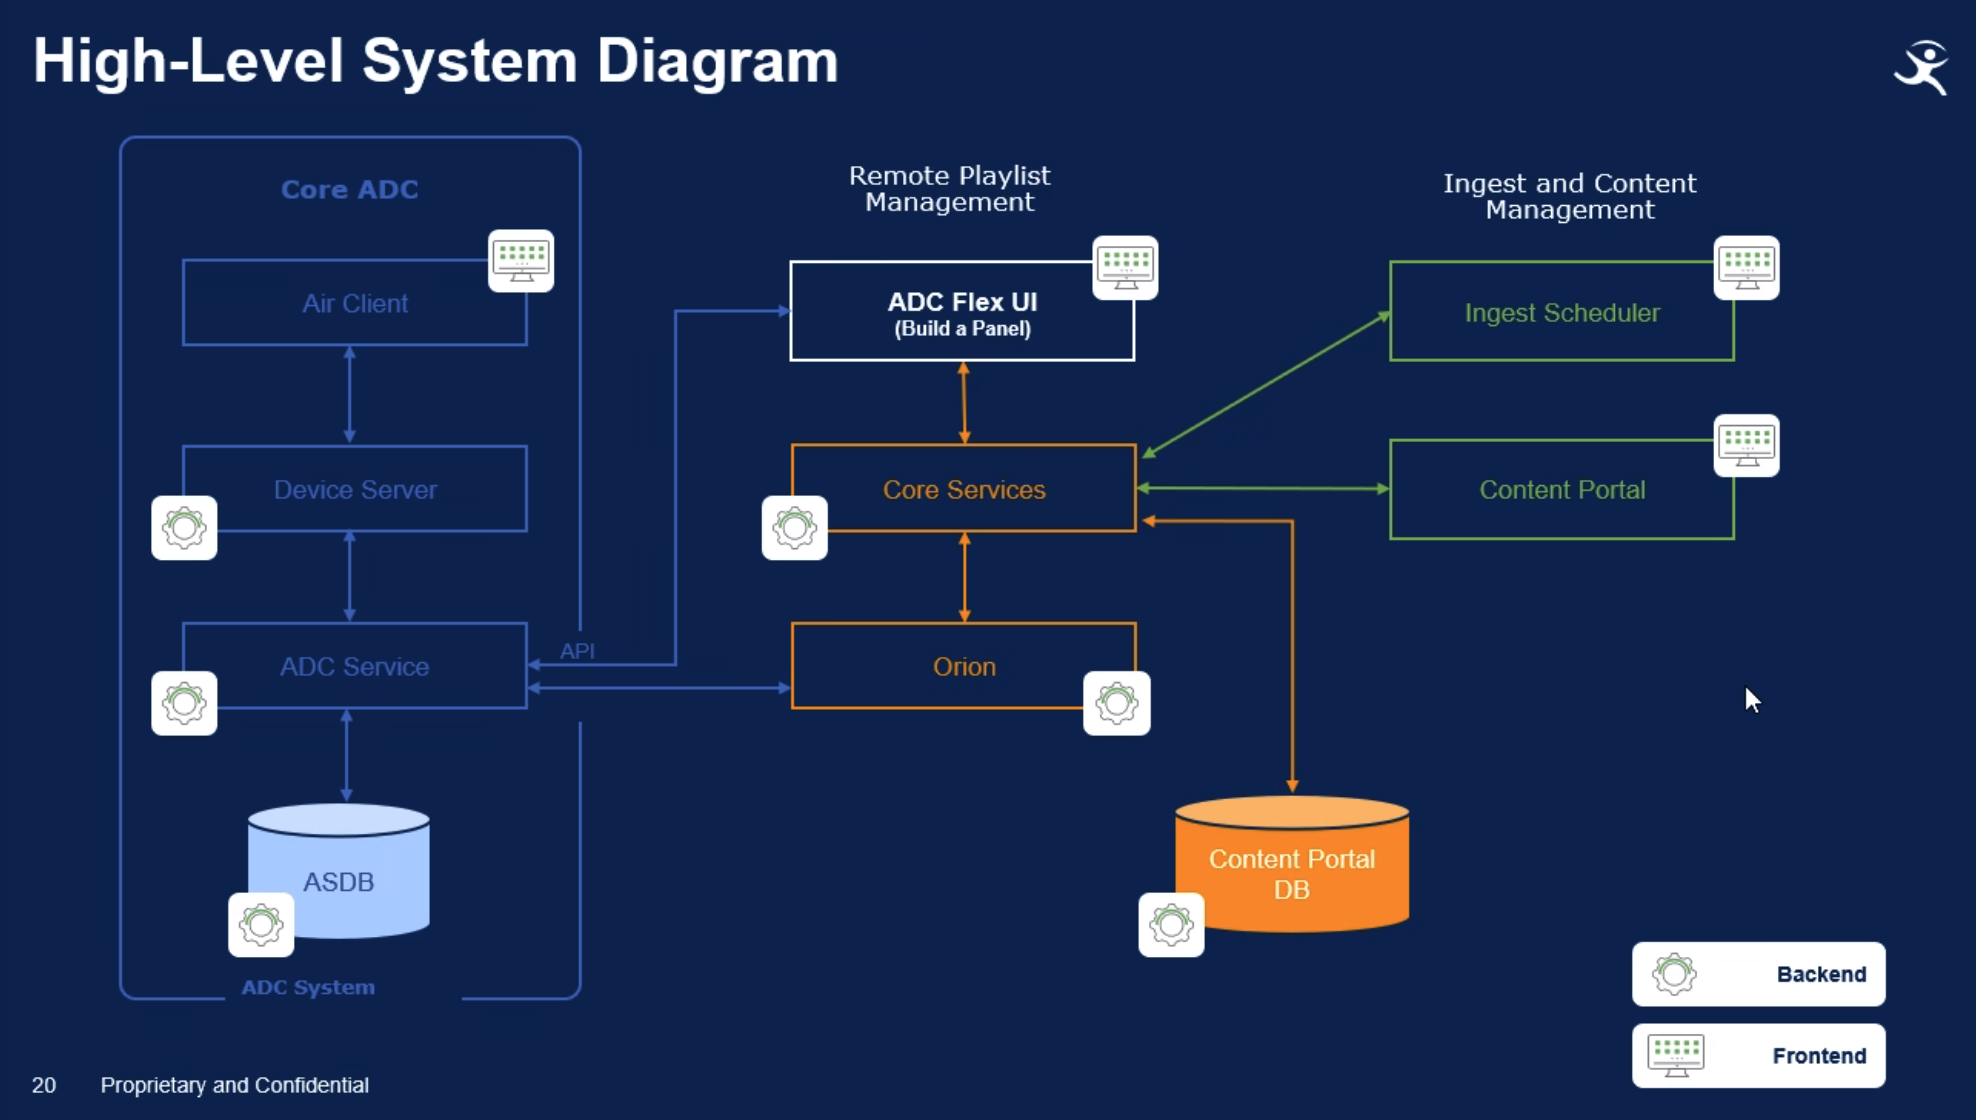 High-Level System Diagram
Core ADC
Remote Playlist
Management
Ingest and Content
Management
Air Client
ADC Flex UI
(Build a Panel)
Ingest Scheduler
Device Server
Core Services
Content Portal
API
ADC Service
Orion
ASDB
Content Portal
DB
ADC System
Backend
Frontend
20
Proprietary and Confidential